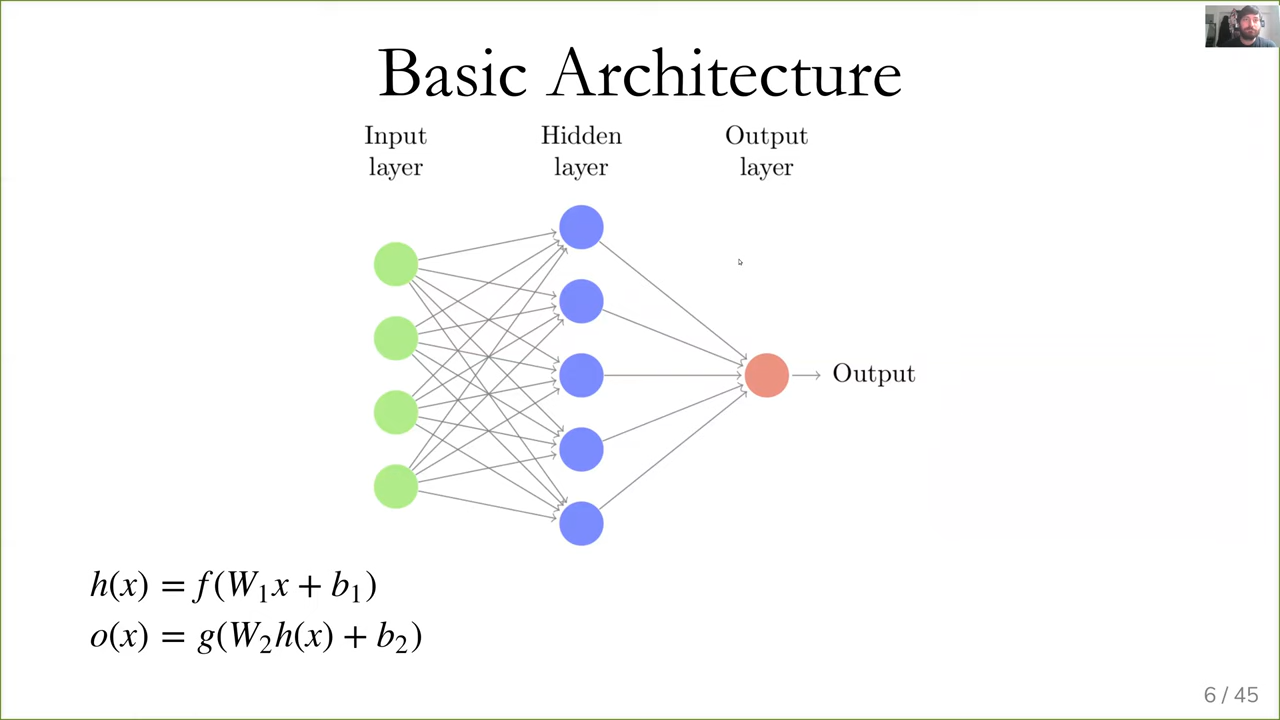 Basic Architecture
Input
layer
Hidden
layer
Output
layer
Output
h(x) = f(W₁x + b₁)
o(x) = g(W₂h(x) + b₂)
6 / 45